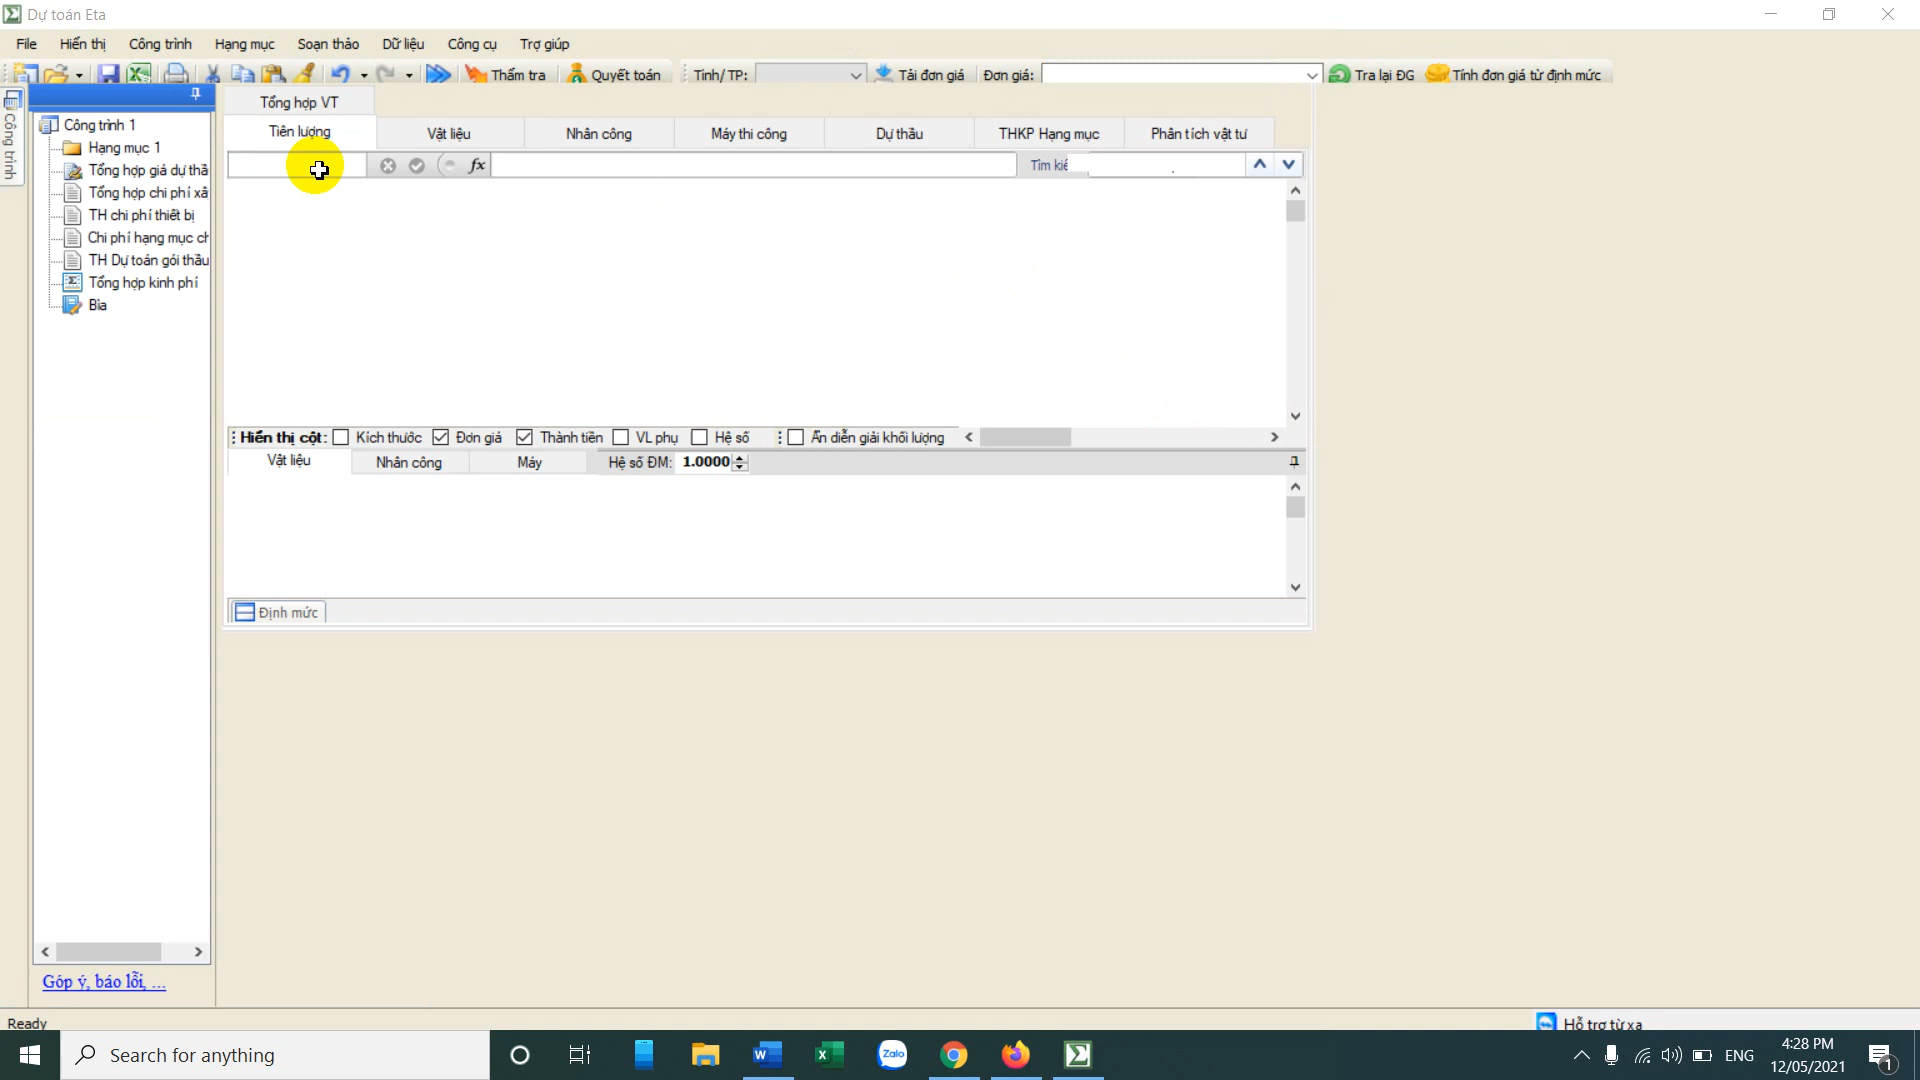 Dự toán Eta
File Hiển thị Công trình Hạng mục Soạn thảo Dữ liệu Công cụ Trợ giúp
Thẩm tra Quyết toán Tỉnh/ TP: Tải đơn giá Đơn giá: Tra lại ĐG Tính đơn giá từ định mức
Công trình
Công trình 1
Hạng mục 1
Tổng hợp giá dự thầ
Tổng hợp chi phí xâ
TH chi phí thiết bị
Chi phí hạng mục ch
TH Dự toán gói thầu
Tổng hợp kinh phí
Bìa
Góp ý, báo lỗi, ...
Tổng hợp VT
Tiên lượng Vật liệu Nhân công Máy thi công Dự thầu THKP Hạng mục Phân tích vật tư
fx Tìm kiế
Hiển thị cột: Kích thước Đơn giá Thành tiền VL phụ Hệ số Ẩn diễn giải khối lượng
Vật liệu Nhân công Máy Hệ số ĐM: 1.0000
Định mức
Ready Hỗ trợ từ xa
Search for anything Zalo ENG 4:28 PM
12/05/2021 1